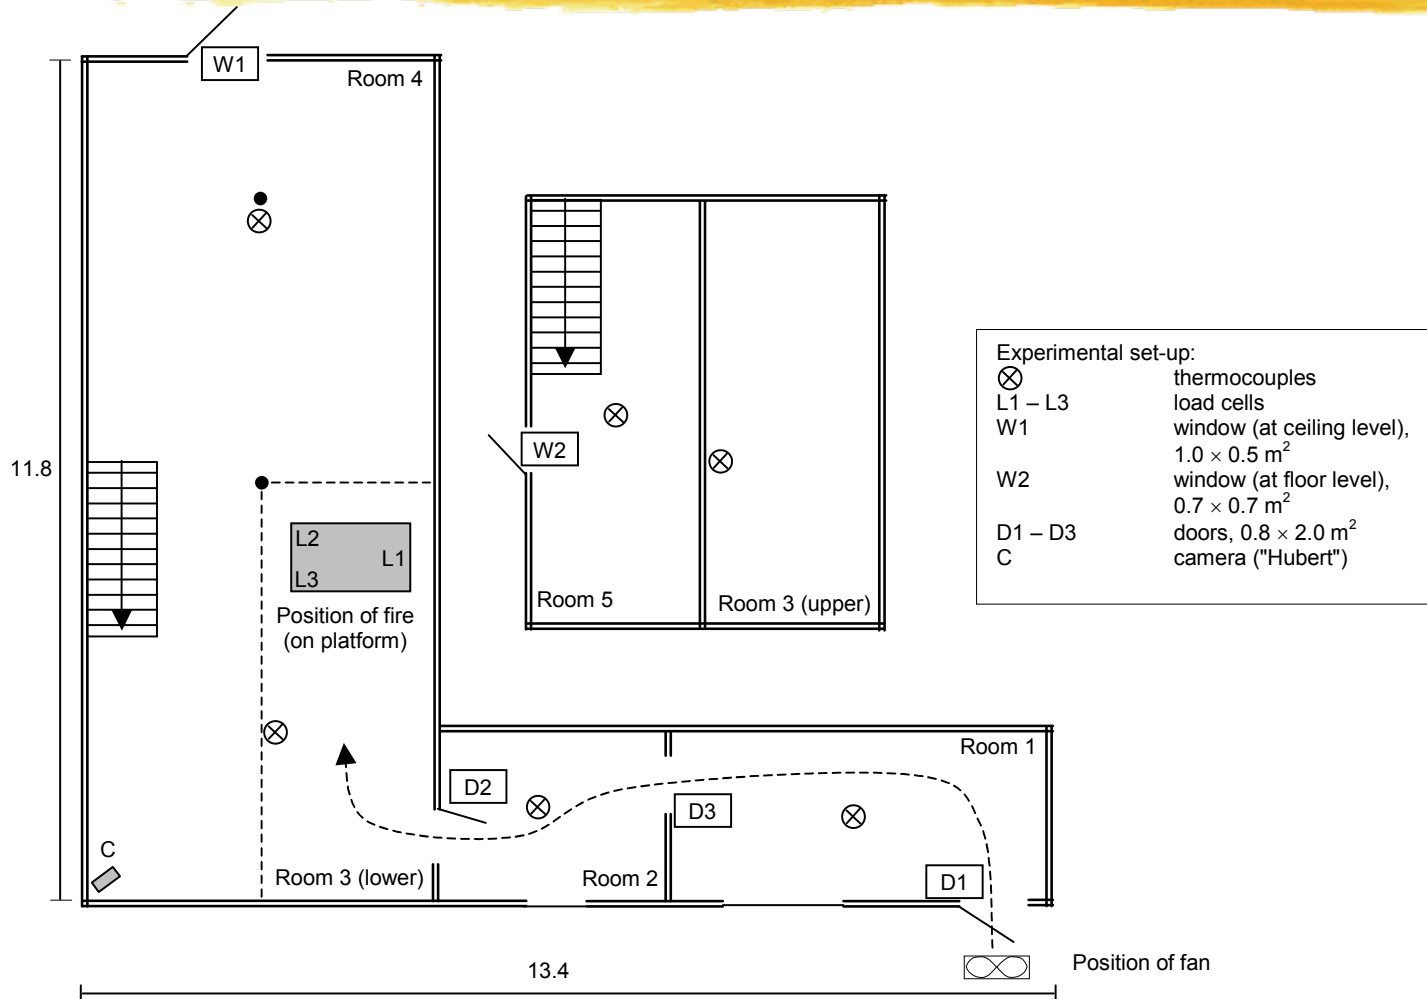 W1
Room 4
11.8
L2
L1
L3
Position of fire
(on platform)
C
Room 3 (lower)
D2
Room 2
D3
Room 1
D1
Position of fan
13.4
W2
Room 5
Room 3 (upper)
Experimental set-up:
thermocouples
L1 – L3 load cells
W1 window (at ceiling level),
1.0 × 0.5 m²
W2 window (at floor level),
0.7 × 0.7 m²
D1 – D3 doors, 0.8 × 2.0 m²
C camera ("Hubert")